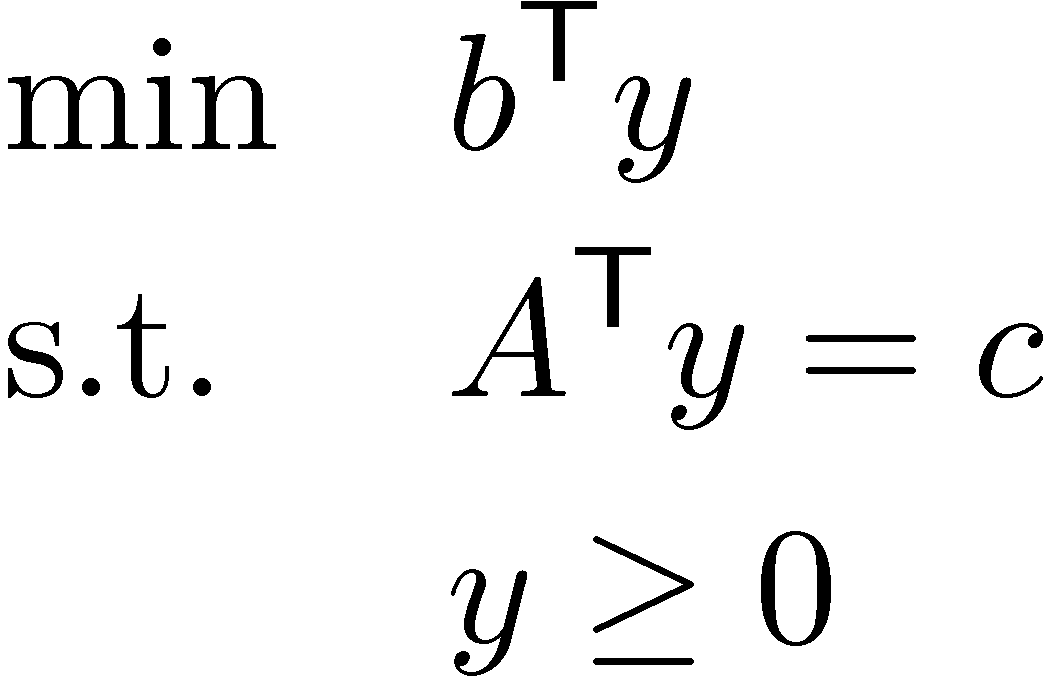 min b⊤y
s.t. A⊤y = c
y ≥ 0